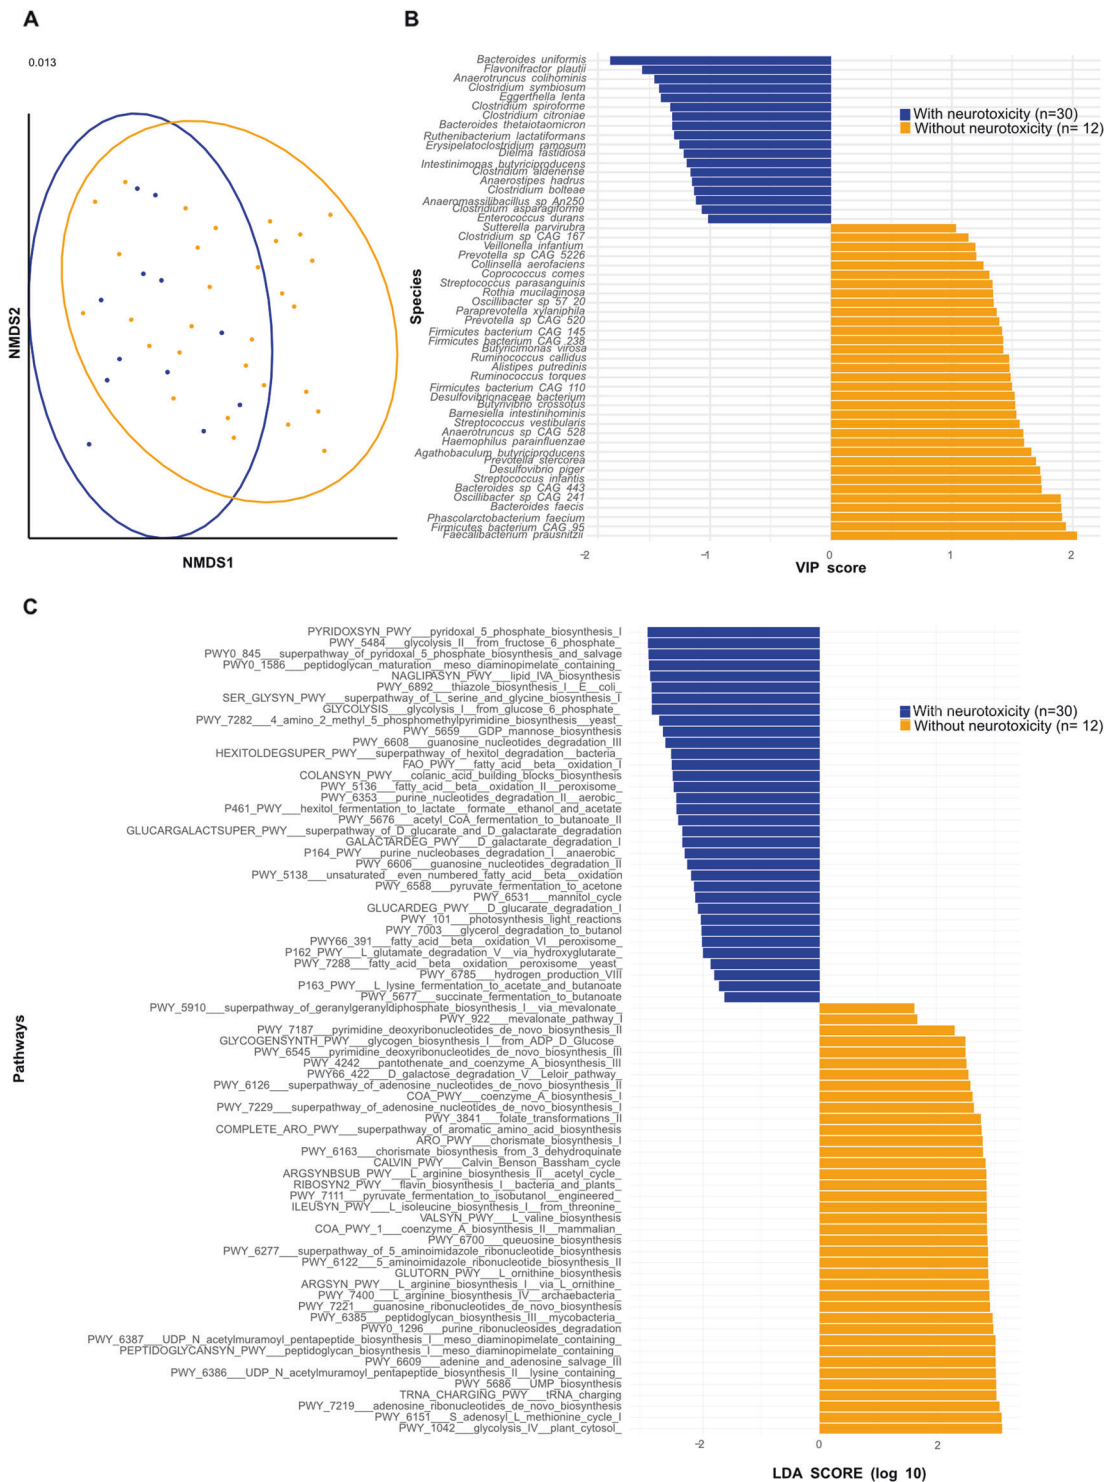 A
0.013
NMDS2
NMDS1
B
Species
Bacteroides uniformis
Flavonifractor plautii
Anaerotruncus colihominis
Clostridium symbiosum
Eggerthella lenta
Clostridium spiroforme
Clostridium citroniae
Bacteroides thetaiotaomicron
Ruthenibacterium lactatiformans
Erysipelatoclostridium ramosum
Dielma fastidiosa
Intestinimonas butyriciproducens
Clostridium aldenense
Anaerostipes hadrus
Clostridium bolteae
Anaeromassilibacillus sp An250
Clostridium asparagiforme
Enterococcus durans
Sutterella parvirubra
Clostridium sp CAG 167
Veillonella infantium
Prevotella sp CAG 5226
Collinsella aerofaciens
Coprococcus comes
Streptococcus parasanguinis
Rothia mucilaginosa
Oscillibacter sp 57 20
Paraprevotella xylaniphila
Prevotella sp CAG 520
Firmicutes bacterium CAG 145
Firmicutes bacterium CAG 238
Butyricimonas virosa
Ruminococcus callidus
Alistipes putredinis
Ruminococcus torques
Firmicutes bacterium CAG 110
Desulfovibrionaceae bacterium
Butyrivibrio crossotus
Barnesiella intestinihominis
Streptococcus vestibularis
Anaerotruncus sp CAG 528
Haemophilus parainfluenzae
Agathobaculum butyriciproducens
Prevotella stercorea
Desulfovibrio piger
Streptococcus infantis
Bacteroides sp CAG 443
Oscillibacter sp CAG 241
Bacteroides faecis
Phascolarctobacterium faecium
Firmicutes bacterium CAG 95
Faecalibacterium prausnitzii
-2 -1 0 1 2
VIP score
With neurotoxicity (n=30)
Without neurotoxicity (n= 12)
C
Pathways
PYRIDOXSYN_PWY___pyridoxal_5_phosphate_biosynthesis_I
PWY_5484___glycolysis_II__from_fructose_6_phosphate_
PWY0_845___superpathway_of_pyridoxal_5_phosphate_biosynthesis_and_salvage
PWY0_1586___peptidoglycan_maturation__meso_diaminopimelate_containing_
NAGLIPASYN_PWY___lipid_IVA_biosynthesis
PWY_6892___thiazole_biosynthesis_I__E__coli_
SER_GLYSYN_PWY___superpathway_of_L_serine_and_glycine_biosynthesis_I
GLYCOLYSIS___glycolysis_I__from_glucose_6_phosphate_
PWY_7282___4_amino_2_methyl_5_phosphomethylpyrimidine_biosynthesis__yeast_
PWY_5659___GDP_mannose_biosynthesis
PWY_6608___guanosine_nucleotides_degradation_III
HEXITOLDEGSUPER_PWY___superpathway_of_hexitol_degradation__bacteria_
FAO_PWY___fatty_acid__beta__oxidation_I
COLANSYN_PWY___colanic_acid_building_blocks_biosynthesis
PWY_5136___fatty_acid__beta__oxidation_II__peroxisome_
PWY_6353___purine_nucleotides_degradation_II__aerobic_
P461_PWY___hexitol_fermentation_to_lactate__formate__ethanol_and_acetate
PWY_5676___acetyl_CoA_fermentation_to_butanoate_II
GLUCARGALACTSUPER_PWY___superpathway_of_D_glucarate_and_D_galactarate_degradation
GALACTARDEG_PWY___D_galactarate_degradation_I
P164_PWY___purine_nucleobases_degradation_I__anaerobic_
PWY_6606___guanosine_nucleotides_degradation_II
PWY_5138___unsaturated__even_numbered_fatty_acid__beta__oxidation
PWY_6588___pyruvate_fermentation_to_acetone
PWY_6531___mannitol_cycle
GLUCARDEG_PWY___D_glucarate_degradation_I
PWY_101___photosynthesis_light_reactions
PWY_7003___glycerol_degradation_to_butanol
PWY66_391___fatty_acid__beta__oxidation_VI__peroxisome_
P162_PWY___L_glutamate_degradation_V__via_hydroxyglutarate_
PWY_7288___fatty_acid__beta__oxidation__peroxisome__yeast_
PWY_6785___hydrogen_production_VIII
P163_PWY___L_lysine_fermentation_to_acetate_and_butanoate
PWY_5677___succinate_fermentation_to_butanoate
PWY_5910___superpathway_of_geranylgeranyldiphosphate_biosynthesis_I__via_mevalonate_
PWY_922___mevalonate_pathway_I
PWY_7187___pyrimidine_deoxyribonucleotides_de_novo_biosynthesis_II
GLYCOGENSYNTH_PWY___glycogen_biosynthesis_I__from_ADP_D_Glucose_
PWY_6545___pyrimidine_deoxyribonucleotides_de_novo_biosynthesis_III
PWY_4242___pantothenate_and_coenzyme_A_biosynthesis_III
PWY66_422___D_galactose_degradation_V__Leloir_pathway_
PWY_6126___superpathway_of_adenosine_nucleotides_de_novo_biosynthesis_II
COA_PWY___coenzyme_A_biosynthesis_I
PWY_7229___superpathway_of_adenosine_nucleotides_de_novo_biosynthesis_I
PWY_3841___folate_transformations_II
COMPLETE_ARO_PWY___superpathway_of_aromatic_amino_acid_biosynthesis
ARO_PWY___chorismate_biosynthesis_I
PWY_6163___chorismate_biosynthesis_from_3_dehydroquinate
CALVIN_PWY___Calvin_Benson_Bassham_cycle
ARGSYNBSUB_PWY___L_arginine_biosynthesis_II__acetyl_cycle_
RIBOSYN2_PWY___flavin_biosynthesis_I__bacteria_and_plants_
PWY_7111___pyruvate_fermentation_to_isobutanol__engineered_
ILEUSYN_PWY___L_isoleucine_biosynthesis_I__from_threonine_
VALSYN_PWY___L_valine_biosynthesis
COA_PWY_1___coenzyme_A_biosynthesis_II__mammalian_
PWY_6700___queuosine_biosynthesis
PWY_6277___superpathway_of_5_aminoimidazole_ribonucleotide_biosynthesis
PWY_6122___5_aminoimidazole_ribonucleotide_biosynthesis_II
GLUTORN_PWY___L_ornithine_biosynthesis
ARGSYN_PWY___L_arginine_biosynthesis_I__via_L_ornithine_
PWY_7400___L_arginine_biosynthesis_IV__archaebacteria_
PWY_7221___guanosine_ribonucleotides_de_novo_biosynthesis
PWY_6385___peptidoglycan_biosynthesis_III__mycobacteria_
PWY0_1296___purine_ribonucleosides_degradation
PWY_6387___UDP_N_acetylmuramoyl_pentapeptide_biosynthesis_I__meso_diaminopimelate_containing_
PEPTIDOGLYCANSYN_PWY___peptidoglycan_biosynthesis_I__meso_diaminopimelate_containing_
PWY_6609___adenine_and_adenosine_salvage_III
PWY_6386___UDP_N_acetylmuramoyl_pentapeptide_biosynthesis_II__lysine_containing_
PWY_5686___UMP_biosynthesis
TRNA_CHARGING_PWY___tRNA_charging
PWY_7219___adenosine_ribonucleotides_de_novo_biosynthesis
PWY_6151___S_adenosyl_L_methionine_cycle_I
PWY_1042___glycolysis_IV__plant_cytosol_
-2 0 2
LDA SCORE (log 10)
With neurotoxicity (n=30)
Without neurotoxicity (n= 12)